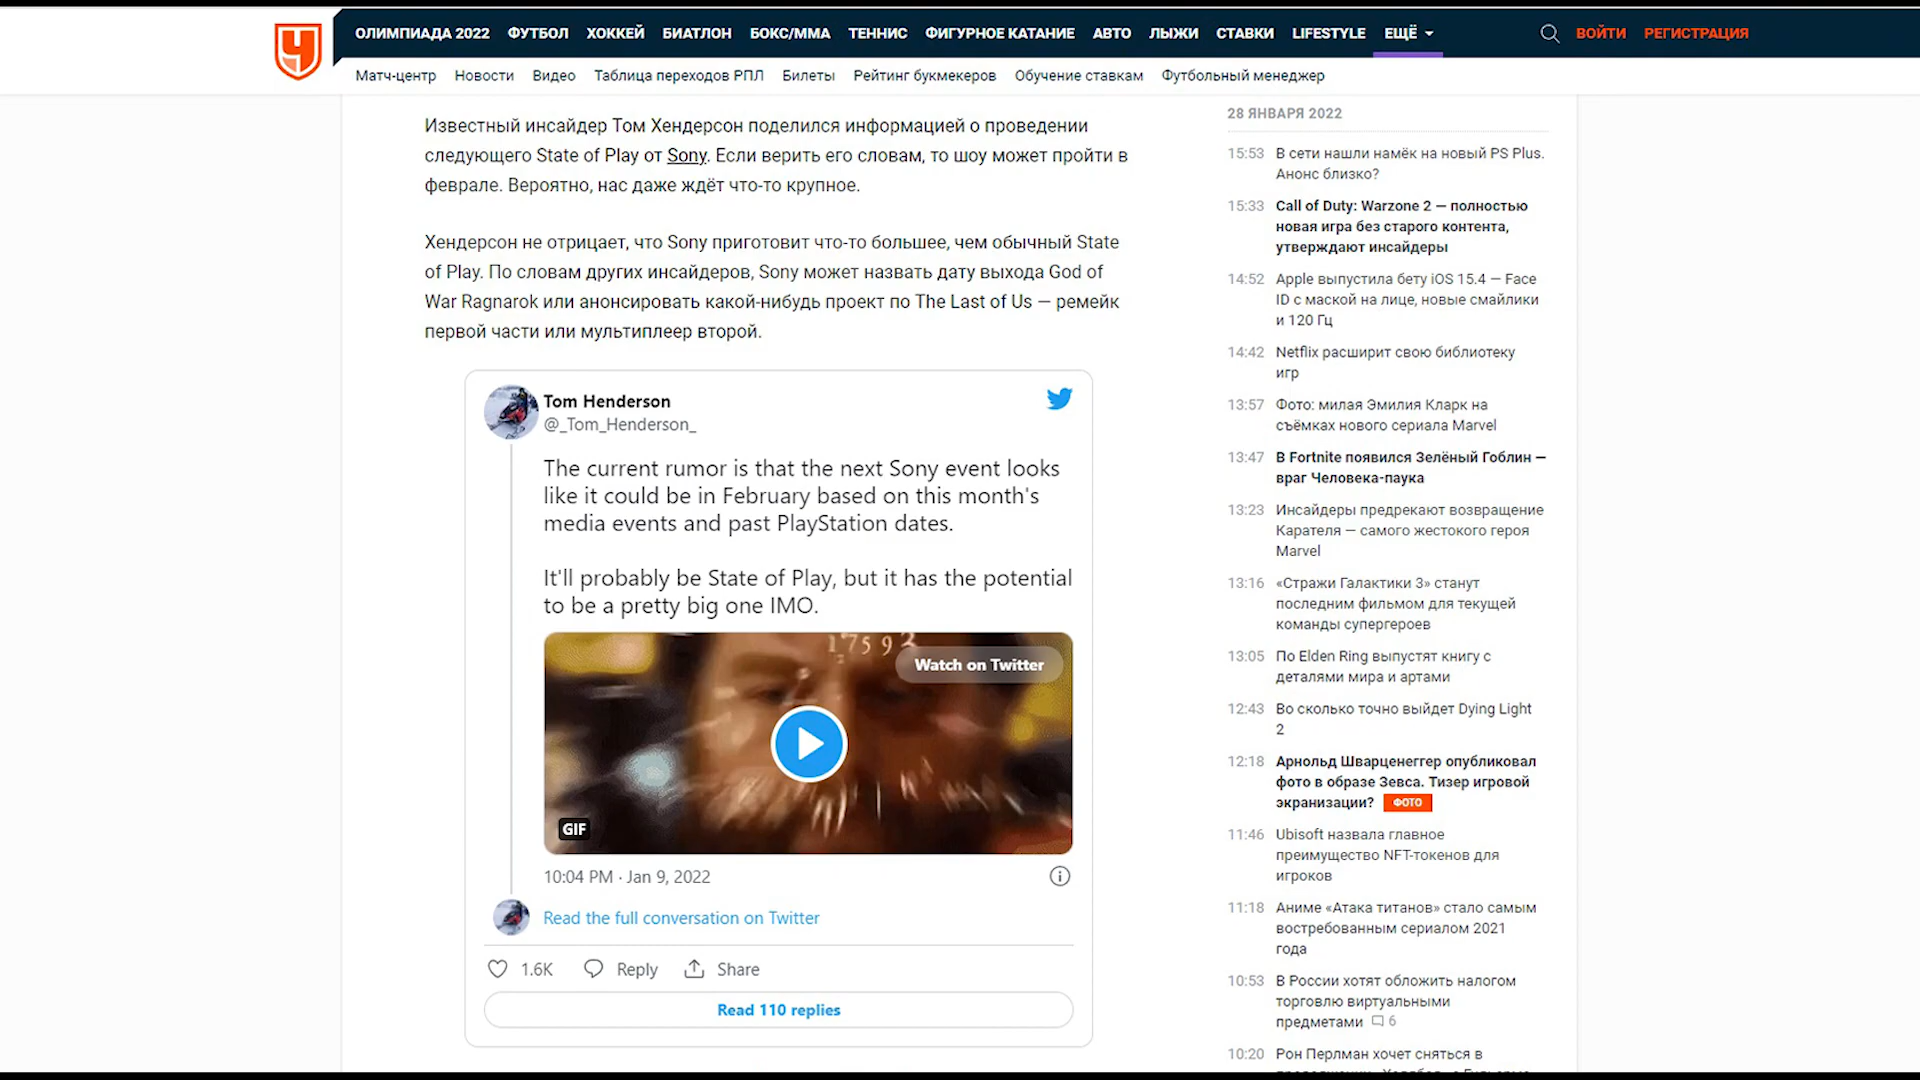 ОЛИМПИАДА 2022 ФУТБОЛ ХОККЕЙ БИАТЛОН БОКС/ММА ТЕННИС ФИГУРНОЕ КАТАНИЕ АВТО ЛЫЖИ СТАВКИ LIFESTYLE ЕЩЁ ВОЙТИ РЕГИСТРАЦИЯ
Матч-центр Новости Видео Таблица переходов РПЛ Билеты Рейтинг букмекеров Обучение ставкам Футбольный менеджер
Известный инсайдер Том Хендерсон поделился информацией о проведении
следующего State of Play от Sony. Если верить его словам, то шоу может пройти в
феврале. Вероятно, нас даже ждёт что-то крупное.
Хендерсон не отрицает, что Sony приготовит что-то большее, чем обычный State
of Play. По словам других инсайдеров, Sony может назвать дату выхода God of
War Ragnarok или анонсировать какой-нибудь проект по The Last of Us — ремейк
первой части или мультиплеер второй.
Tom Henderson
@_Tom_Henderson_
The current rumor is that the next Sony event looks
like it could be in February based on this month's
media events and past PlayStation dates.
It'll probably be State of Play, but it has the potential
to be a pretty big one IMO.
Watch on Twitter
GIF
10:04 PM · Jan 9, 2022
Read the full conversation on Twitter
1.6K Reply Share
Read 110 replies
28 ЯНВАРЯ 2022
15:53 В сети нашли намёк на новый PS Plus.
Анонс близко?
15:33 Call of Duty: Warzone 2 — полностью
новая игра без старого контента,
утверждают инсайдеры
14:52 Apple выпустила бету iOS 15.4 — Face
ID с маской на лице, новые смайлики
и 120 Гц
14:42 Netflix расширит свою библиотеку
игр
13:57 Фото: милая Эмилия Кларк на
съёмках нового сериала Marvel
13:47 В Fortnite появился Зелёный Гоблин —
враг Человека-паука
13:23 Инсайдеры предрекают возвращение
Карателя — самого жестокого героя
Marvel
13:16 «Стражи Галактики 3» станут
последним фильмом для текущей
команды супергероев
13:05 По Elden Ring выпустят книгу с
деталями мира и артами
12:43 Во сколько точно выйдет Dying Light
2
12:18 Арнольд Шварценеггер опубликовал
фото в образе Зевса. Тизер игровой
экранизации? ФОТО
11:46 Ubisoft назвала главное
преимущество NFT-токенов для
игроков
11:18 Аниме «Атака титанов» стало самым
востребованным сериалом 2021
года
10:53 В России хотят обложить налогом
торговлю виртуальными
предметами 6
10:20 Рон Перлман хочет сняться в